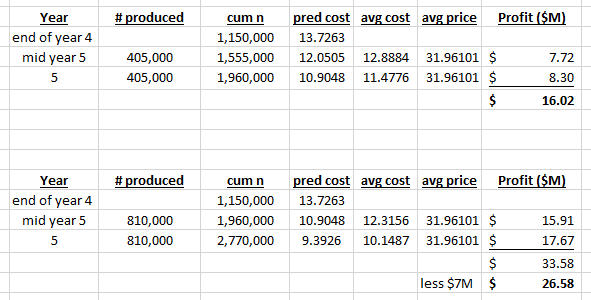 Year # produced cum n pred cost avg cost avg price Profit ($M)
end of year 4 1,150,000 13.7263
mid year 5 405,000 1,555,000 12.0505 12.8884 31.96101 $ 7.72
5 405,000 1,960,000 10.9048 11.4776 31.96101 $ 8.30
$ 16.02
Year # produced cum n pred cost avg cost avg price Profit ($M)
end of year 4 1,150,000 13.7263
mid year 5 810,000 1,960,000 10.9048 12.3156 31.96101 $ 15.91
5 810,000 2,770,000 9.3926 10.1487 31.96101 $ 17.67
$ 33.58
less $7M $ 26.58